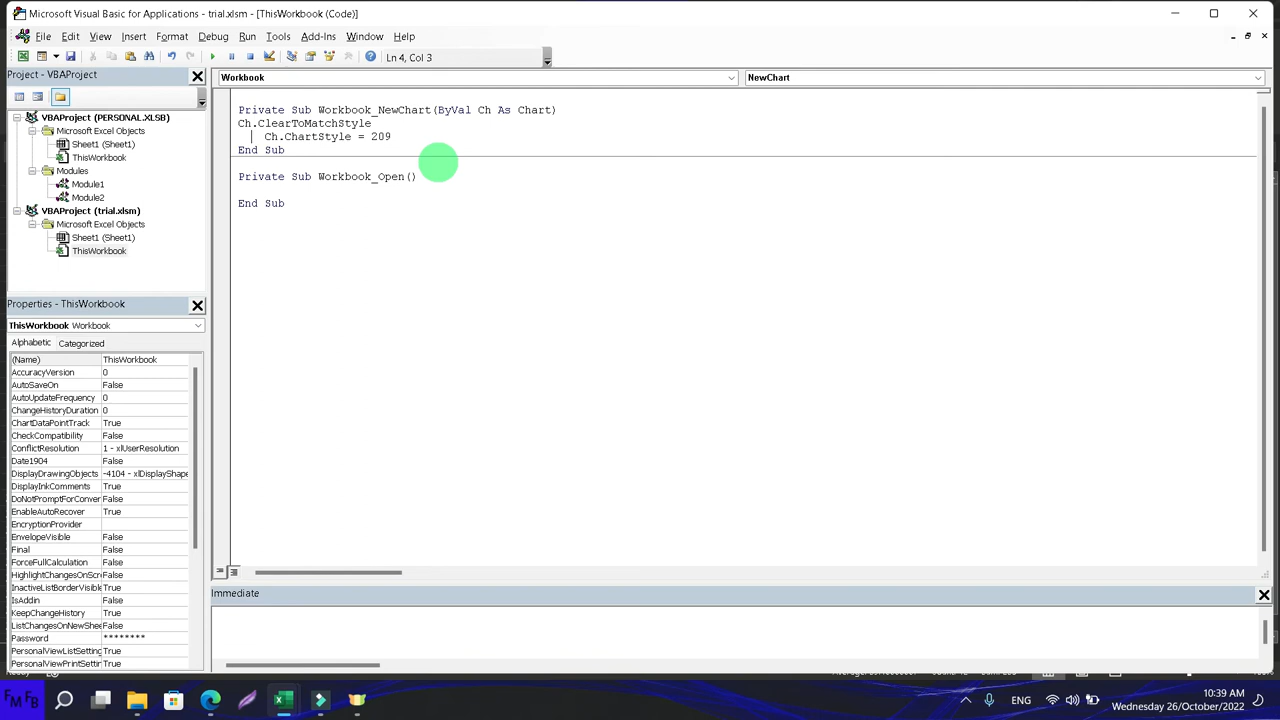 Microsoft Visual Basic for Applications - trial.xlsm - [ThisWorkbook (Code)]
File Edit View Insert Format Debug Run Tools Add-Ins Window Help
Ln 4, Col 3
Project - VBAProject
VBAProject (PERSONAL.XLSB)
Microsoft Excel Objects
Sheet1 (Sheet1)
ThisWorkbook
Modules
Module1
Module2
VBAProject (trial.xlsm)
Microsoft Excel Objects
Sheet1 (Sheet1)
ThisWorkbook
Properties - ThisWorkbook
ThisWorkbook Workbook
Alphabetic Categorized
(Name) ThisWorkbook
AccuracyVersion 0
AutoSaveOn False
AutoUpdateFrequency 0
ChangeHistoryDuration 0
ChartDataPointTrack True
CheckCompatibility False
ConflictResolution 1 - xlUserResolution
Date1904 False
DisplayDrawingObjects -4104 - xlDisplayShape
DisplayInkComments True
DoNotPromptForConver False
EnableAutoRecover True
EncryptionProvider
EnvelopeVisible False
Final False
ForceFullCalculation False
HighlightChangesOnScr False
InactiveListBorderVisible True
IsAddin False
KeepChangeHistory True
ListChangesOnNewShee False
Password ********
PersonalViewListSetting True
PersonalViewPrintSettin True
Workbook NewChart
Private Sub Workbook_NewChart(ByVal Ch As Chart)
Ch.ClearToMatchStyle
Ch.ChartStyle = 209
End Sub
Private Sub Workbook_Open()
End Sub
Immediate
FM FB
ENG
10:39 AM
Wednesday 26/October/2022